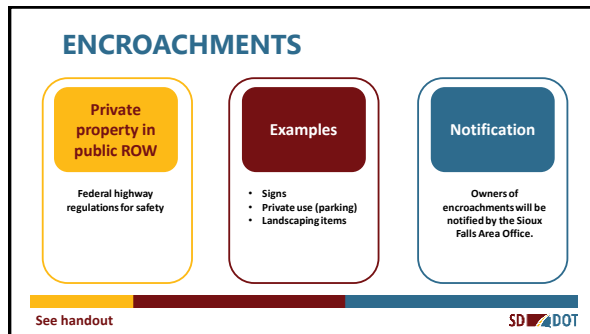 ENCROACHMENTS
Private
property in
public ROW
Federal highway
regulations for safety
Examples
• Signs
• Private use (parking)
• Landscaping items
Notification
Owners of
encroachments will be
notified by the Sioux
Falls Area Office.
See handout
SD DOT